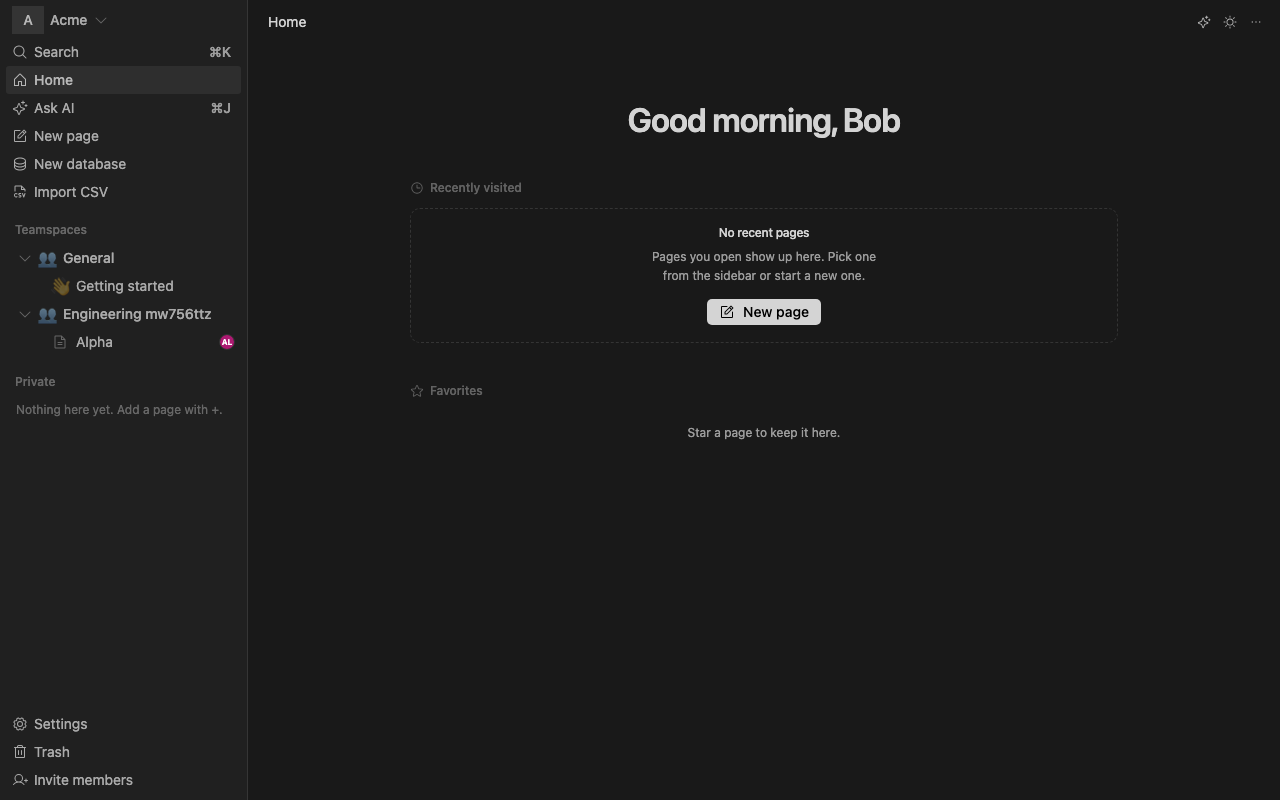 A Acme
Search ⌘K
Home
Ask AI ⌘J
New page
New database
CSV Import CSV
Teamspaces
General
Getting started
Engineering mw756ttz
Alpha AL
Private
Nothing here yet. Add a page with +.
Settings
Trash
Invite members
Home
Good morning, Bob
Recently visited
No recent pages
Pages you open show up here. Pick one
from the sidebar or start a new one.
New page
Favorites
Star a page to keep it here.